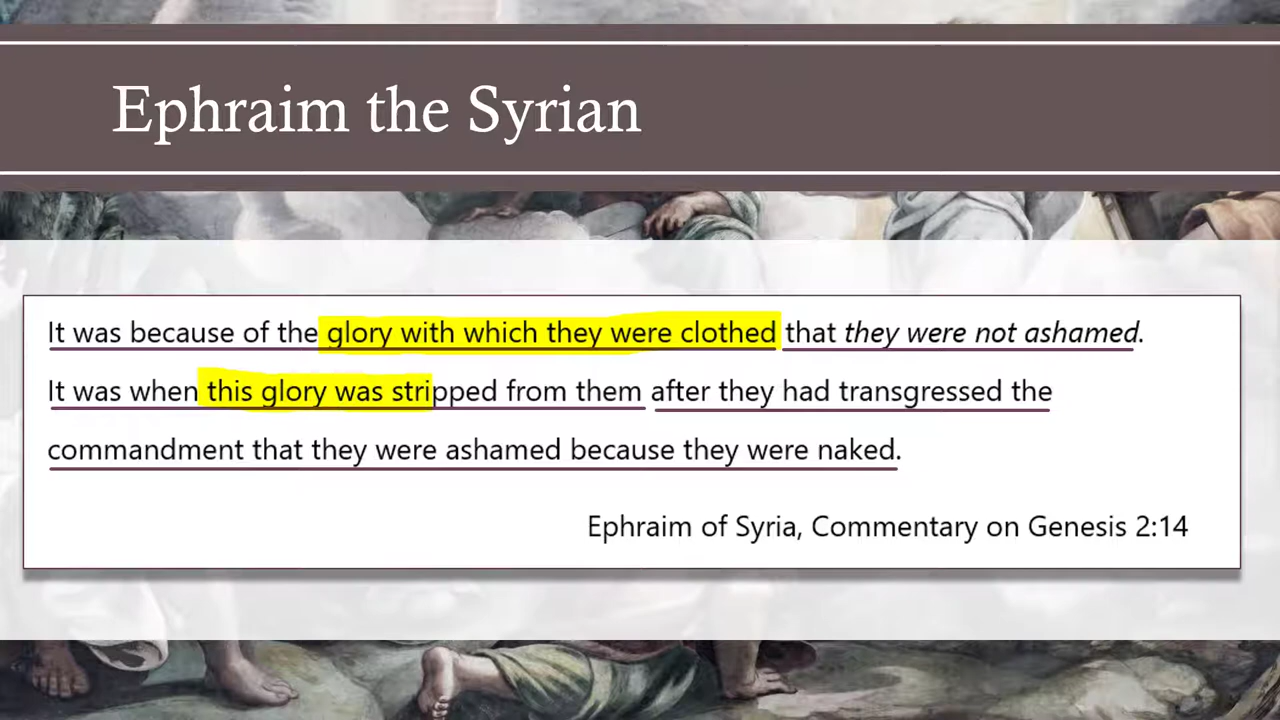 Ephraim the Syrian
It was because of the glory with which they were clothed that they were not ashamed.
It was when this glory was stripped from them after they had transgressed the
commandment that they were ashamed because they were naked.
Ephraim of Syria, Commentary on Genesis 2:14